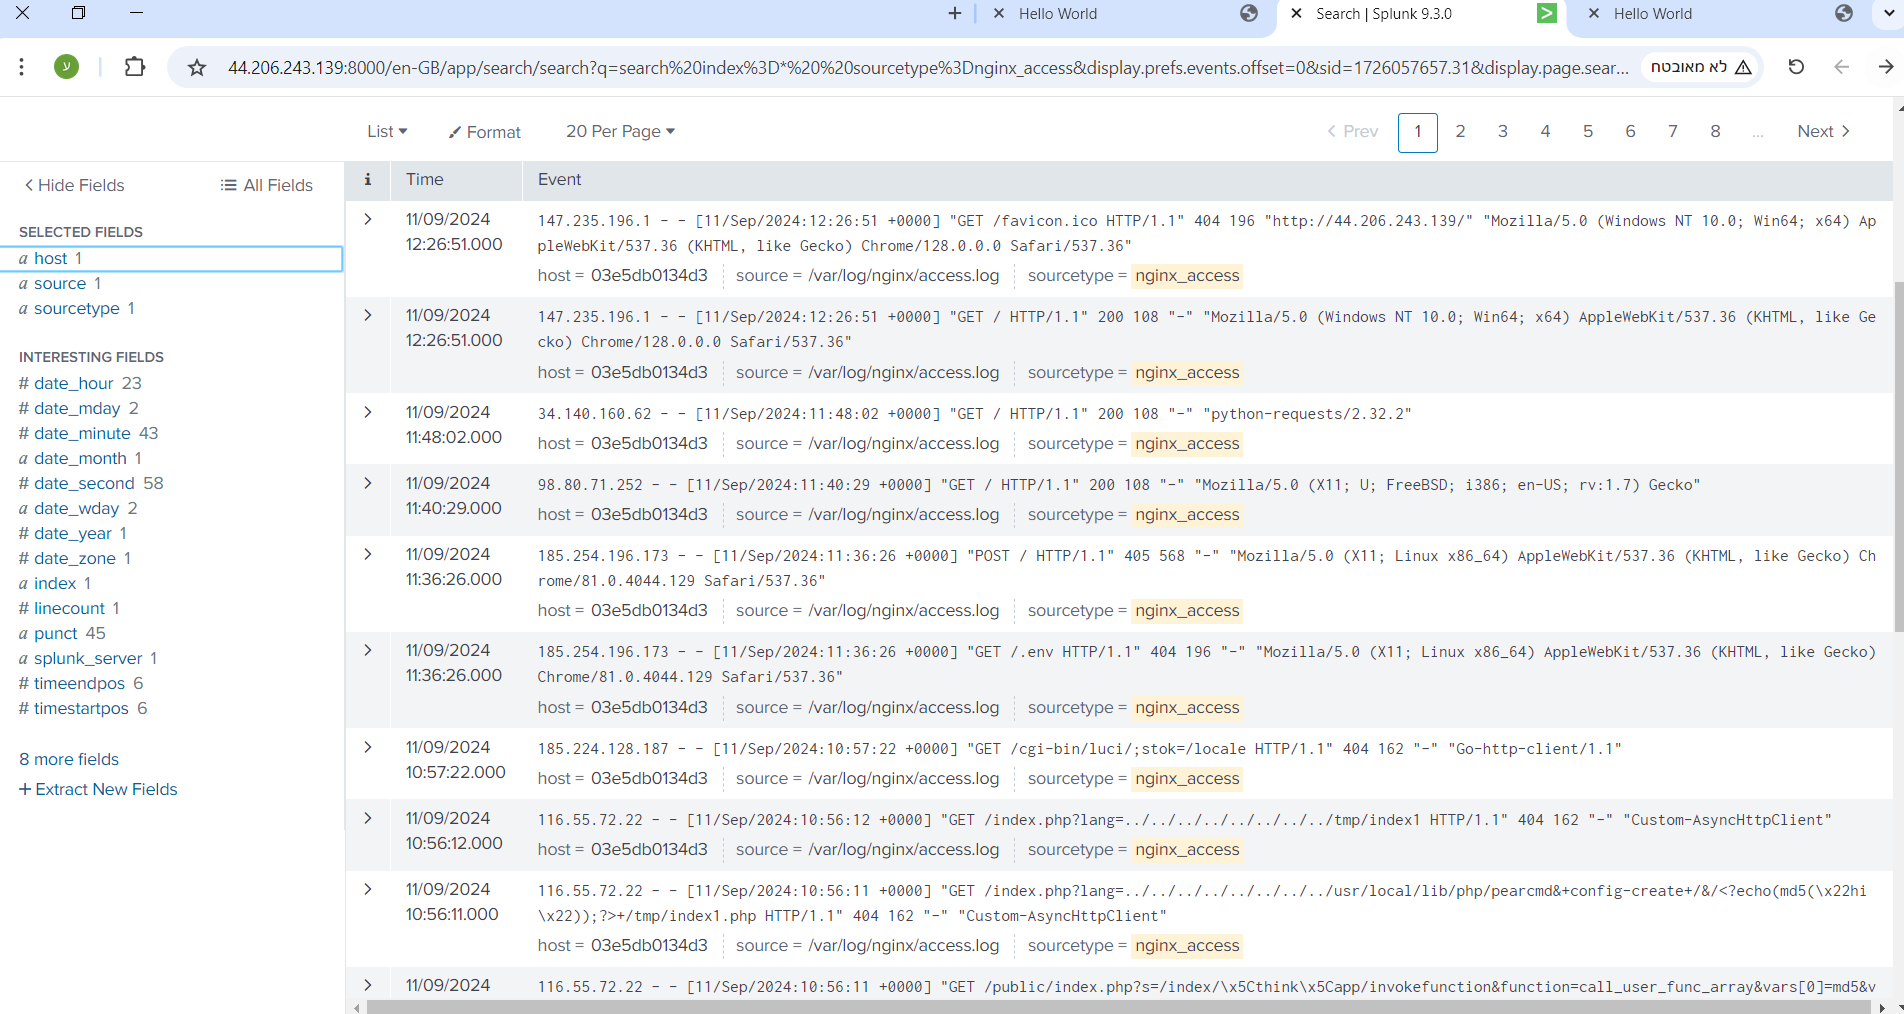 Hello World
Search | Splunk 9.3.0
Hello World
ע
44.206.243.139:8000/en-GB/app/search/search?q=search%20index%3D*%20%20sourcetype%3Dnginx_access&display.prefs.events.offset=0&sid=1726057657.31&display.page.sear...
לא מאובטח
List
Format
20 Per Page
< Prev
1
2
3
4
5
6
7
8
...
Next >
< Hide Fields
All Fields
SELECTED FIELDS
a host 1
a source 1
a sourcetype 1
INTERESTING FIELDS
# date_hour 23
# date_mday 2
# date_minute 43
a date_month 1
# date_second 58
a date_wday 2
# date_year 1
# date_zone 1
a index 1
# linecount 1
a punct 45
a splunk_server 1
# timeendpos 6
# timestartpos 6
8 more fields
+ Extract New Fields
i Time Event
11/09/2024
12:26:51.000
147.235.196.1 - - [11/Sep/2024:12:26:51 +0000] "GET /favicon.ico HTTP/1.1" 404 196 "http://44.206.243.139/" "Mozilla/5.0 (Windows NT 10.0; Win64; x64) Ap
pleWebKit/537.36 (KHTML, like Gecko) Chrome/128.0.0.0 Safari/537.36"
host = 03e5db0134d3 source = /var/log/nginx/access.log sourcetype = nginx_access
11/09/2024
12:26:51.000
147.235.196.1 - - [11/Sep/2024:12:26:51 +0000] "GET / HTTP/1.1" 200 108 "-" "Mozilla/5.0 (Windows NT 10.0; Win64; x64) AppleWebKit/537.36 (KHTML, like Ge
cko) Chrome/128.0.0.0 Safari/537.36"
host = 03e5db0134d3 source = /var/log/nginx/access.log sourcetype = nginx_access
11/09/2024
11:48:02.000
34.140.160.62 - - [11/Sep/2024:11:48:02 +0000] "GET / HTTP/1.1" 200 108 "-" "python-requests/2.32.2"
host = 03e5db0134d3 source = /var/log/nginx/access.log sourcetype = nginx_access
11/09/2024
11:40:29.000
98.80.71.252 - - [11/Sep/2024:11:40:29 +0000] "GET / HTTP/1.1" 200 108 "-" "Mozilla/5.0 (X11; U; FreeBSD; i386; en-US; rv:1.7) Gecko"
host = 03e5db0134d3 source = /var/log/nginx/access.log sourcetype = nginx_access
11/09/2024
11:36:26.000
185.254.196.173 - - [11/Sep/2024:11:36:26 +0000] "POST / HTTP/1.1" 405 568 "-" "Mozilla/5.0 (X11; Linux x86_64) AppleWebKit/537.36 (KHTML, like Gecko) Ch
rome/81.0.4044.129 Safari/537.36"
host = 03e5db0134d3 source = /var/log/nginx/access.log sourcetype = nginx_access
11/09/2024
11:36:26.000
185.254.196.173 - - [11/Sep/2024:11:36:26 +0000] "GET /.env HTTP/1.1" 404 196 "-" "Mozilla/5.0 (X11; Linux x86_64) AppleWebKit/537.36 (KHTML, like Gecko)
Chrome/81.0.4044.129 Safari/537.36"
host = 03e5db0134d3 source = /var/log/nginx/access.log sourcetype = nginx_access
11/09/2024
10:57:22.000
185.224.128.187 - - [11/Sep/2024:10:57:22 +0000] "GET /cgi-bin/luci/;stok=/locale HTTP/1.1" 404 162 "-" "Go-http-client/1.1"
host = 03e5db0134d3 source = /var/log/nginx/access.log sourcetype = nginx_access
11/09/2024
10:56:12.000
116.55.72.22 - - [11/Sep/2024:10:56:12 +0000] "GET /index.php?lang=../../../../../../../../tmp/index1 HTTP/1.1" 404 162 "-" "Custom-AsyncHttpClient"
host = 03e5db0134d3 source = /var/log/nginx/access.log sourcetype = nginx_access
11/09/2024
10:56:11.000
116.55.72.22 - - [11/Sep/2024:10:56:11 +0000] "GET /index.php?lang=../../../../../../../../usr/local/lib/php/pearcmd&+config-create+/&/<?echo(md5(\x22hi
\x22));?>+/tmp/index1.php HTTP/1.1" 404 162 "-" "Custom-AsyncHttpClient"
host = 03e5db0134d3 source = /var/log/nginx/access.log sourcetype = nginx_access
11/09/2024
116.55.72.22 - - [11/Sep/2024:10:56:11 +0000] "GET /public/index.php?s=/index/\x5Cthink\x5Capp/invokefunction&function=call_user_func_array&vars[0]=md5&v